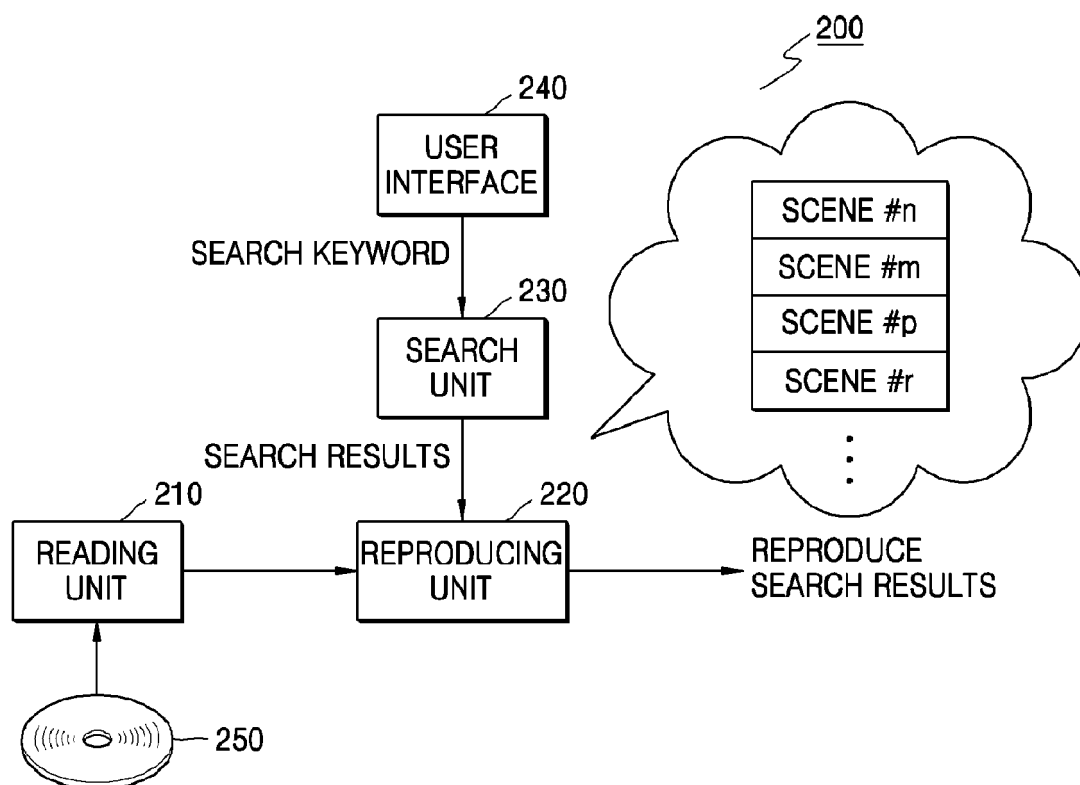 200
240
USER
INTERFACE
SCENE #n
SCENE #m
SCENE #p
SCENE #r
SEARCH KEYWORD
230
SEARCH
UNIT
SEARCH RESULTS
210
220
READING
UNIT
REPRODUCING
UNIT
REPRODUCE
SEARCH RESULTS
250